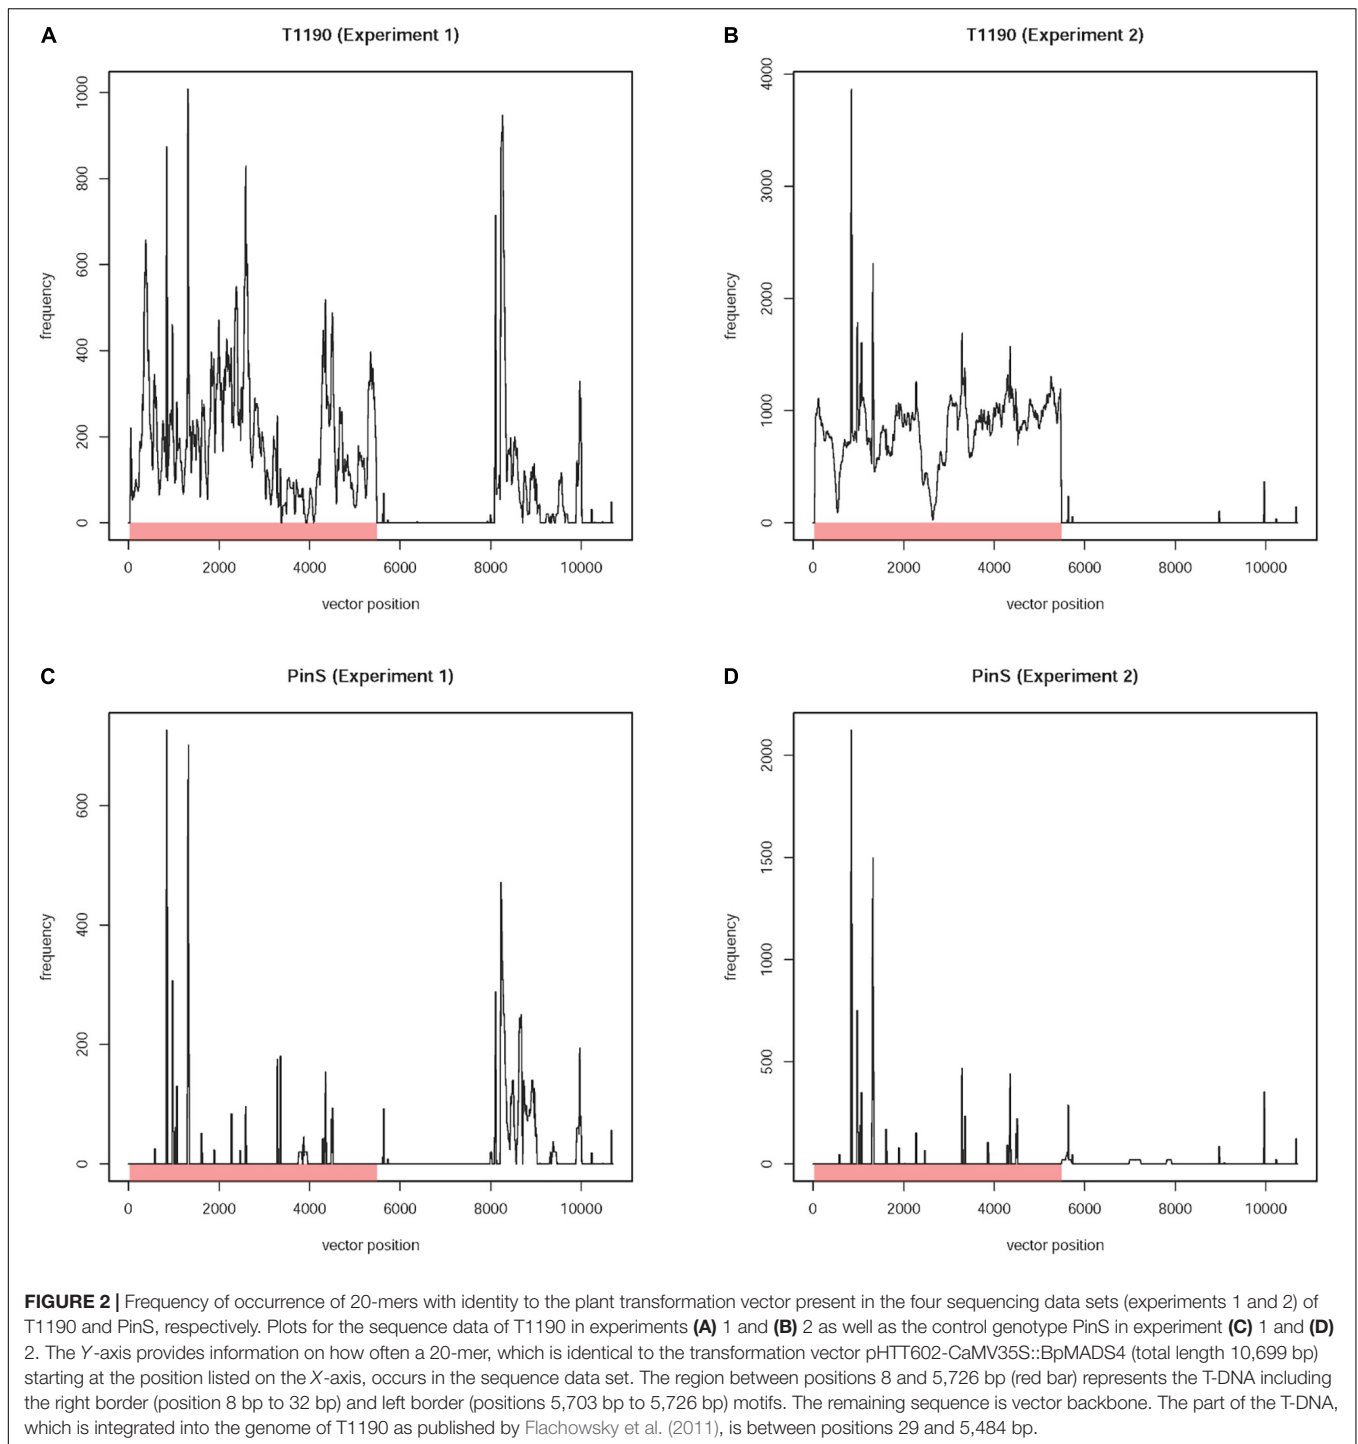 A
T1190 (Experiment 1)
frequency
0 200 400 600 800 1000
0 2000 4000 6000 8000 10000
vector position
B
T1190 (Experiment 2)
frequency
0 1000 2000 3000 4000
0 2000 4000 6000 8000 10000
vector position
C
PinS (Experiment 1)
frequency
0 200 400 600
0 2000 4000 6000 8000 10000
vector position
D
PinS (Experiment 2)
frequency
0 500 1000 1500 2000
0 2000 4000 6000 8000 10000
vector position
FIGURE 2 | Frequency of occurrence of 20-mers with identity to the plant transformation vector present in the four sequencing data sets (experiments 1 and 2) of
T1190 and PinS, respectively. Plots for the sequence data of T1190 in experiments (A) 1 and (B) 2 as well as the control genotype PinS in experiment (C) 1 and (D)
2. The Y-axis provides information on how often a 20-mer, which is identical to the transformation vector pHTT602-CaMV35S::BpMADS4 (total length 10,699 bp)
starting at the position listed on the X-axis, occurs in the sequence data set. The region between positions 8 and 5,726 bp (red bar) represents the T-DNA including
the right border (position 8 bp to 32 bp) and left border (positions 5,703 bp to 5,726 bp) motifs. The remaining sequence is vector backbone. The part of the T-DNA,
which is integrated into the genome of T1190 as published by Flachowsky et al. (2011), is between positions 29 and 5,484 bp.